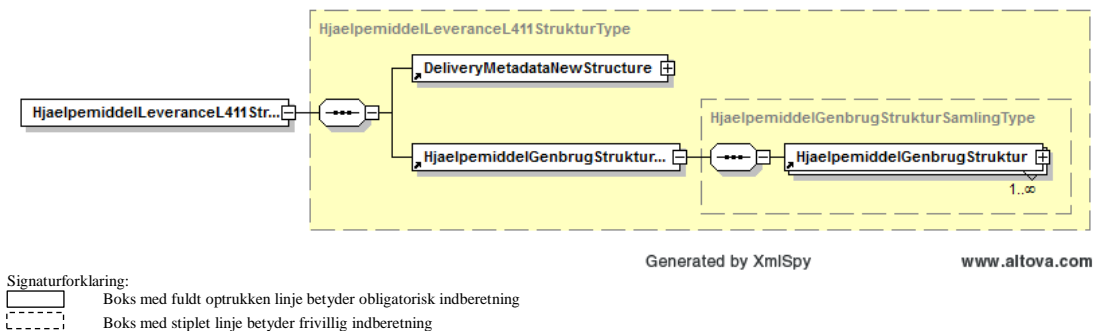 HjaelpemiddelLeveranceL411StrukturType
DeliveryMetadataNewStructure
HjaelpemiddelLeveranceL411Str...
HjaelpemiddelGenbrugStrukturSamlingType
HjaelpemiddelGenbrugStruktur...
HjaelpemiddelGenbrugStruktur
1..∞
Generated by XmlSpy www.altova.com
Signaturforklaring:
Boks med fuldt optrukken linje betyder obligatorisk indberetning
Boks med stiplet linje betyder frivillig indberetning